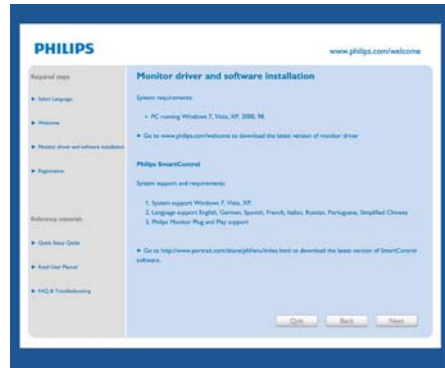 PHILIPS
www.philips.com/welcome
Required steps
► Select Language
► Welcome
► Monitor driver and software installation
► Registration
Reference materials
► Quick Setup Guide
► Read User Manual
► FAQ & Troubleshooting
Monitor driver and software installation
System requirements:
• PC running Windows 7, Vista, XP, 2000, 98,
► Go to www.philips.com/welcome to download the latest version of monitor driver
Philips SmartControl
System support and requirements:
1. System support Windows 7, Vista, XP.
2. Language support English, German, Spanish, French, Italian, Russian, Portuguese, Simplified Chinese
3. Philips Monitor Plug and Play support
► Go to to download the latest version of SmartControl
software.
Quit Back Next